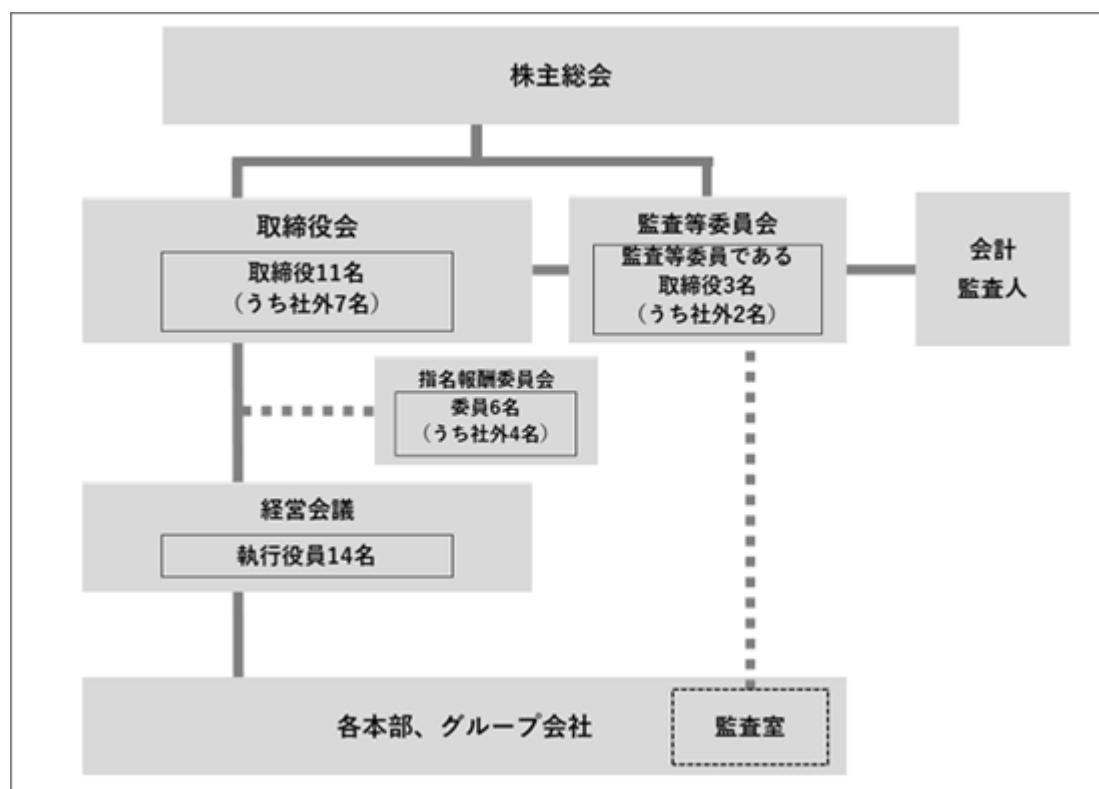 株主総会
取締役会
取締役11名
（うち社外7名）
監査等委員会
監査等委員である
取締役3名
（うち社外2名）
会計
監査人
指名報酬委員会
委員6名
（うち社外4名）
経営会議
執行役員14名
各本部、グループ会社
監査室